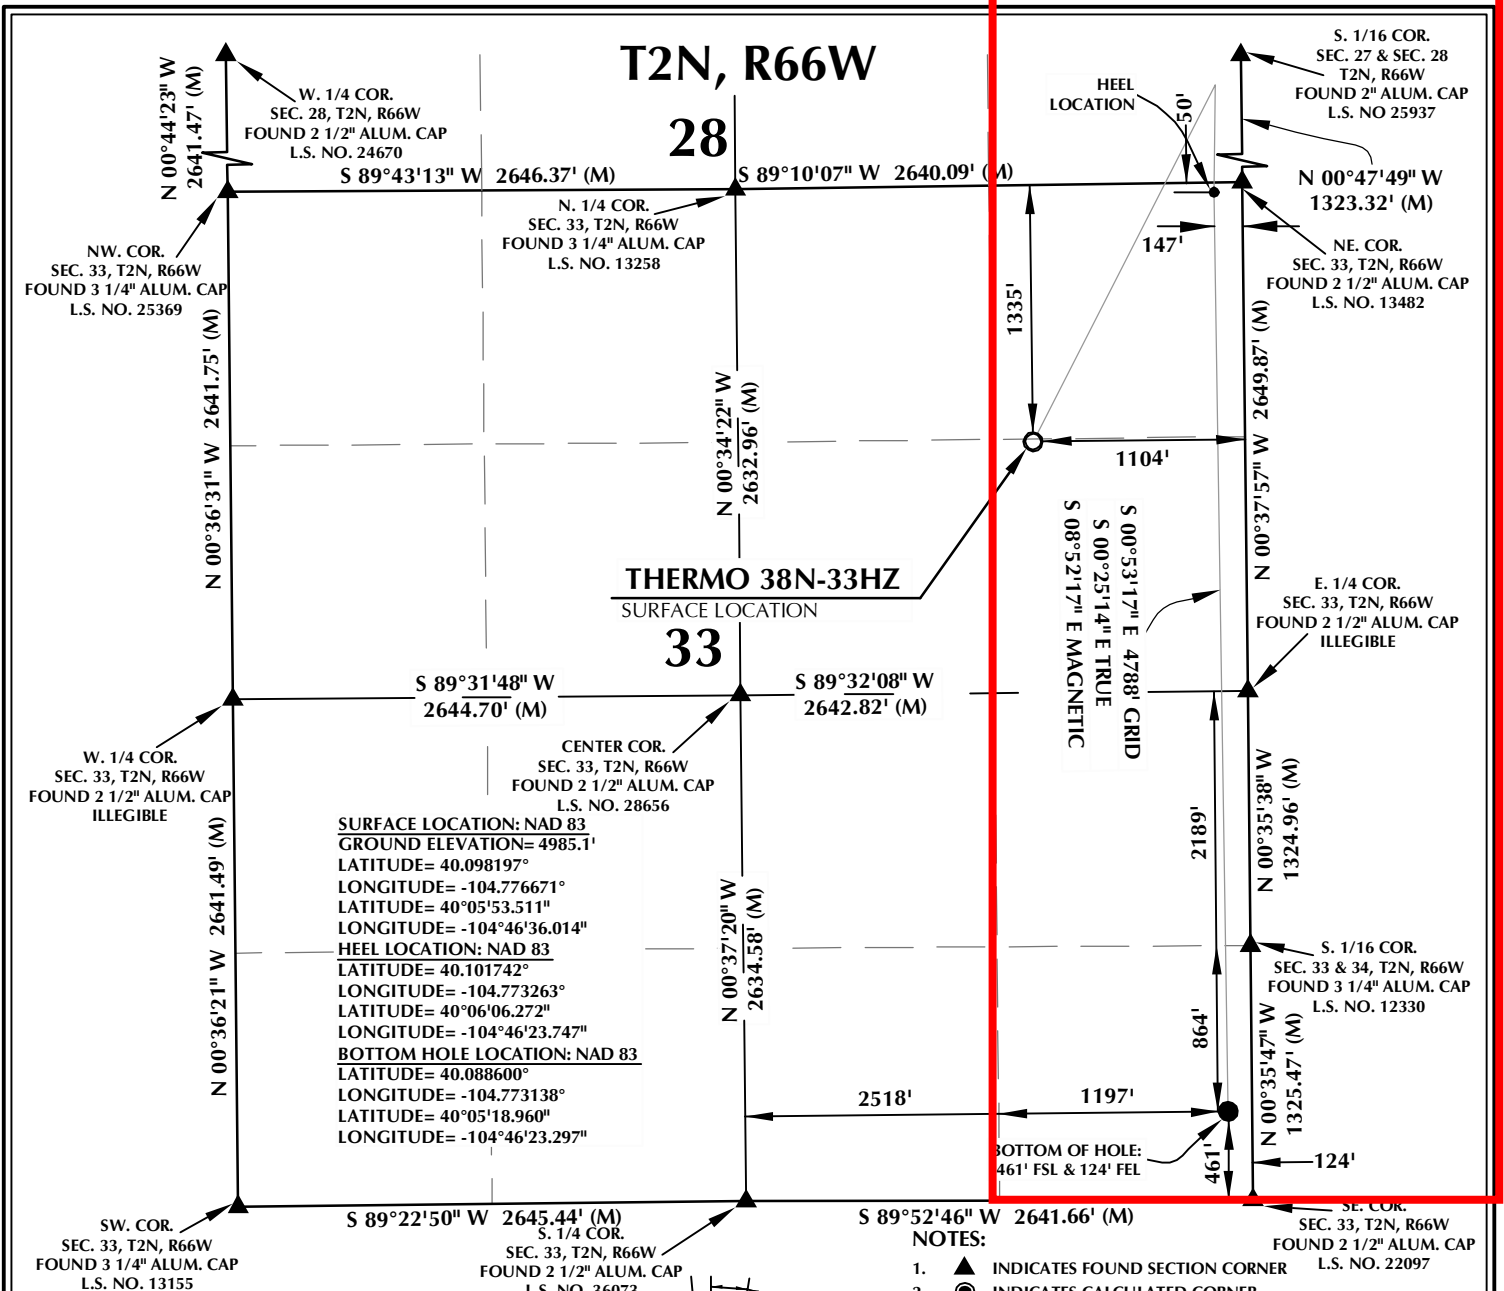 T2N, R66W
28
33
N 00°44'23" W
2641.47' (M)
W. 1/4 COR.
SEC. 28, T2N, R66W
FOUND 2 1/2" ALUM. CAP
L.S. NO. 24670
S 89°43'13" W 2646.37' (M)
S 89°10'07" W 2640.09' (M)
HEEL
LOCATION
50'
S. 1/16 COR.
SEC. 27 & SEC. 28
T2N, R66W
FOUND 2" ALUM. CAP
L.S. NO 25937
N 00°47'49" W
1323.32' (M)
NW. COR.
SEC. 33, T2N, R66W
FOUND 3 1/4" ALUM. CAP
L.S. NO. 25369
N. 1/4 COR.
SEC. 33, T2N, R66W
FOUND 3 1/4" ALUM. CAP
L.S. NO. 13258
147'
NE. COR.
SEC. 33, T2N, R66W
FOUND 2 1/2" ALUM. CAP
L.S. NO. 13482
N 00°36'31" W 2641.75' (M)
N 00°34'22" W
2632.96' (M)
1335'
1104'
N 00°37'57" W 2649.87' (M)
THERMO 38N-33HZ
SURFACE LOCATION
S 00°53'17" E 4788' GRID
S 00°25'14" E TRUE
S 08°52'17" E MAGNETIC
E. 1/4 COR.
SEC. 33, T2N, R66W
FOUND 2 1/2" ALUM. CAP
ILLEGIBLE
S 89°31'48" W
2644.70' (M)
S 89°32'08" W
2642.82' (M)
W. 1/4 COR.
SEC. 33, T2N, R66W
FOUND 2 1/2" ALUM. CAP
ILLEGIBLE
CENTER COR.
SEC. 33, T2N, R66W
FOUND 2 1/2" ALUM. CAP
L.S. NO. 28656
SURFACE LOCATION: NAD 83
GROUND ELEVATION= 4985.1'
LATITUDE= 40.098197°
LONGITUDE= -104.776671°
LATITUDE= 40°05'53.511"
LONGITUDE= -104°46'36.014"
HEEL LOCATION: NAD 83
LATITUDE= 40.101742°
LONGITUDE= -104.773263°
LATITUDE= 40°06'06.272"
LONGITUDE= -104°46'23.747"
BOTTOM HOLE LOCATION: NAD 83
LATITUDE= 40.088600°
LONGITUDE= -104.773138°
LATITUDE= 40°05'18.960"
LONGITUDE= -104°46'23.297"
N 00°36'21" W 2641.49' (M)
N 00°37'20" W
2634.58' (M)
2189'
N 00°35'38" W
1324.96' (M)
S. 1/16 COR.
SEC. 33 & 34, T2N, R66W
FOUND 3 1/4" ALUM. CAP
L.S. NO. 12330
864'
N 00°35'47" W
1325.47' (M)
2518'
1197'
BOTTOM OF HOLE:
461' FSL & 124' FEL
461'
124'
SW. COR.
SEC. 33, T2N, R66W
FOUND 3 1/4" ALUM. CAP
L.S. NO. 13155
S 89°22'50" W 2645.44' (M)
S. 1/4 COR.
SEC. 33, T2N, R66W
FOUND 2 1/2" ALUM. CAP
L.S. NO. 36073
S 89°52'46" W 2641.66' (M)
SE. COR.
SEC. 33, T2N, R66W
FOUND 2 1/2" ALUM. CAP
L.S. NO. 22097
NOTES:
1. INDICATES FOUND SECTION CORNER
2. INDICATES CALCULATED CORNER